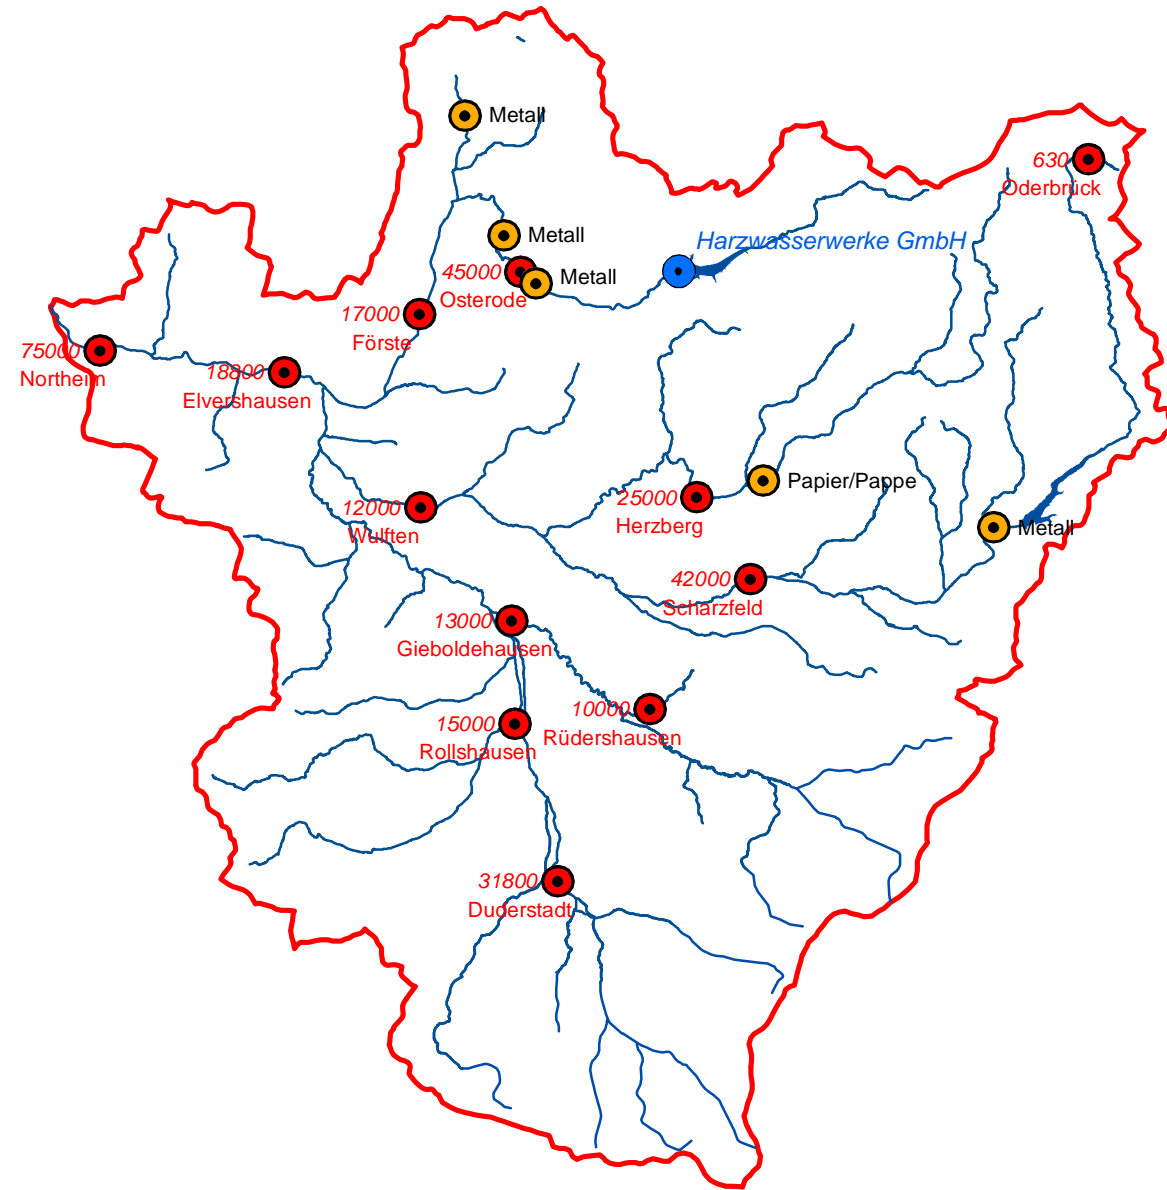 Metall
630
Oderbrück
Metall
Harzwasserwerke GmbH
45000
Metall
Osterode
17000
Förste
75000
Northeim
18800
Elvershausen
Papier/Pappe
25000
Herzberg
12000
Wulften
Metall
42000
Scharzfeld
13000
Gieboldehausen
10000
Rüdershausen
15000
Rollshausen
31800
Duderstadt